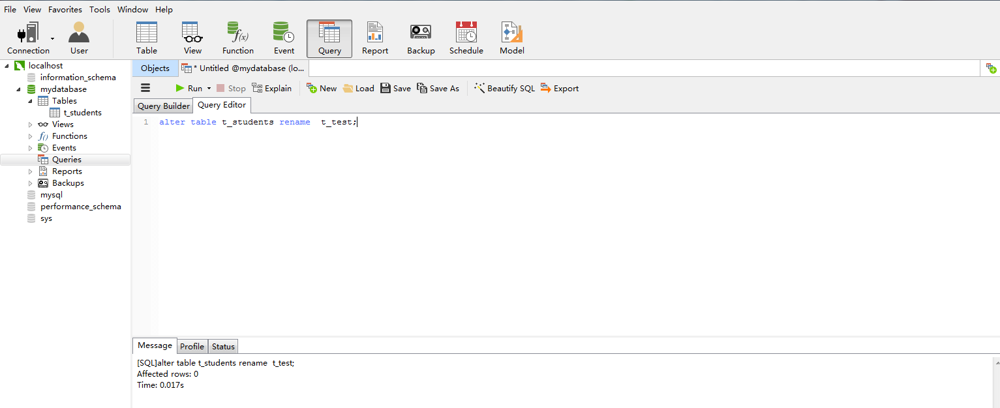 File View Favorites Tools Window Help
Connection User Table View Function Event Query Report Backup Schedule Model
localhost
information_schema
mydatabase
Tables
t_students
Views
Functions
Events
Queries
Reports
Backups
mysql
performance_schema
sys
Objects * Untitled @mydatabase (lo...
Run Stop Explain New Load Save Save As Beautify SQL Export
Query Builder Query Editor
1 alter table t_students rename  t_test;
Message Profile Status
[SQL]alter table t_students rename  t_test;
Affected rows: 0
Time: 0.017s